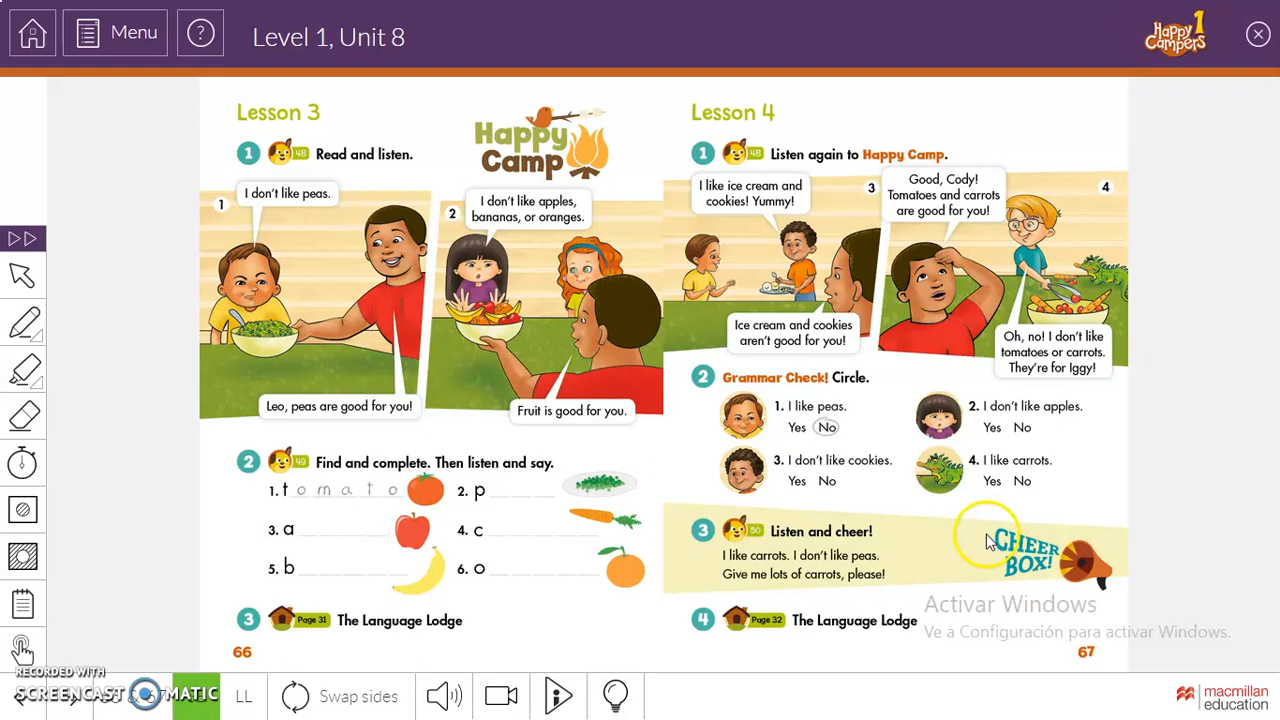 Menu
?
Level 1, Unit 8
Happy Campers 1
Lesson 3
Happy Camp
1 48 Read and listen.
1
I don't like peas.
Leo, peas are good for you!
2
I don't like apples,
bananas, or oranges.
Fruit is good for you.
2 49 Find and complete. Then listen and say.
1. t o m a t o
2. p
3. a
4. c
5. b
6. o
3 Page 31 The Language Lodge
66
Lesson 4
1 48 Listen again to Happy Camp.
I like ice cream and
cookies! Yummy!
3
Ice cream and cookies
aren't good for you!
Good, Cody!
Tomatoes and carrots
are good for you!
4
Oh, no! I don't like
tomatoes or carrots.
They're for Iggy!
2 Grammar Check! Circle.
1. I like peas.
Yes No
2. I don't like apples.
Yes No
3. I don't like cookies.
Yes No
4. I like carrots.
Yes No
3 50 Listen and cheer!
I like carrots. I don't like peas.
Give me lots of carrots, please!
CHEER
BOX!
4 Page 32 The Language Lodge
67
Activar Windows
Ve a Configuración para activar Windows.
RECORDED WITH
SCREENCAST MATIC
LL
Swap sides
macmillan
education